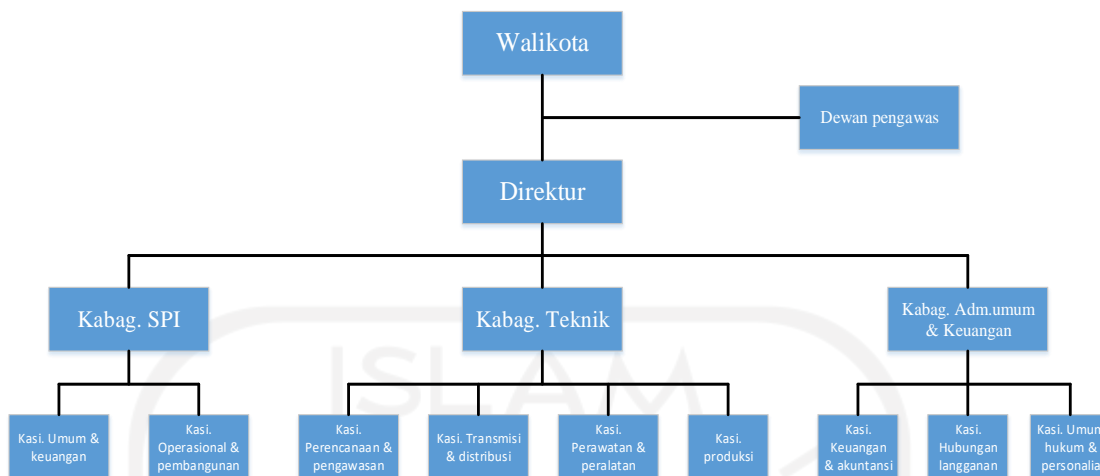 Walikota
Dewan pengawas
Direktur
Kabag. SPI
Kabag. Teknik
Kabag. Adm.umum
& Keuangan
ISLAM
Kasi. Umum &
keuangan
Kasi.
Operasional &
pembangunan
Kasi.
Perencanaan &
pengawasan
Kasi. Transmisi
& distribusi
Kasi.
Perawatan &
peralatan
Kasi.
produksi
Kasi.
Keuangan
& akuntansi
Kasi.
Hubungan
langganan
Kasi. Umum
hukum &
personalia